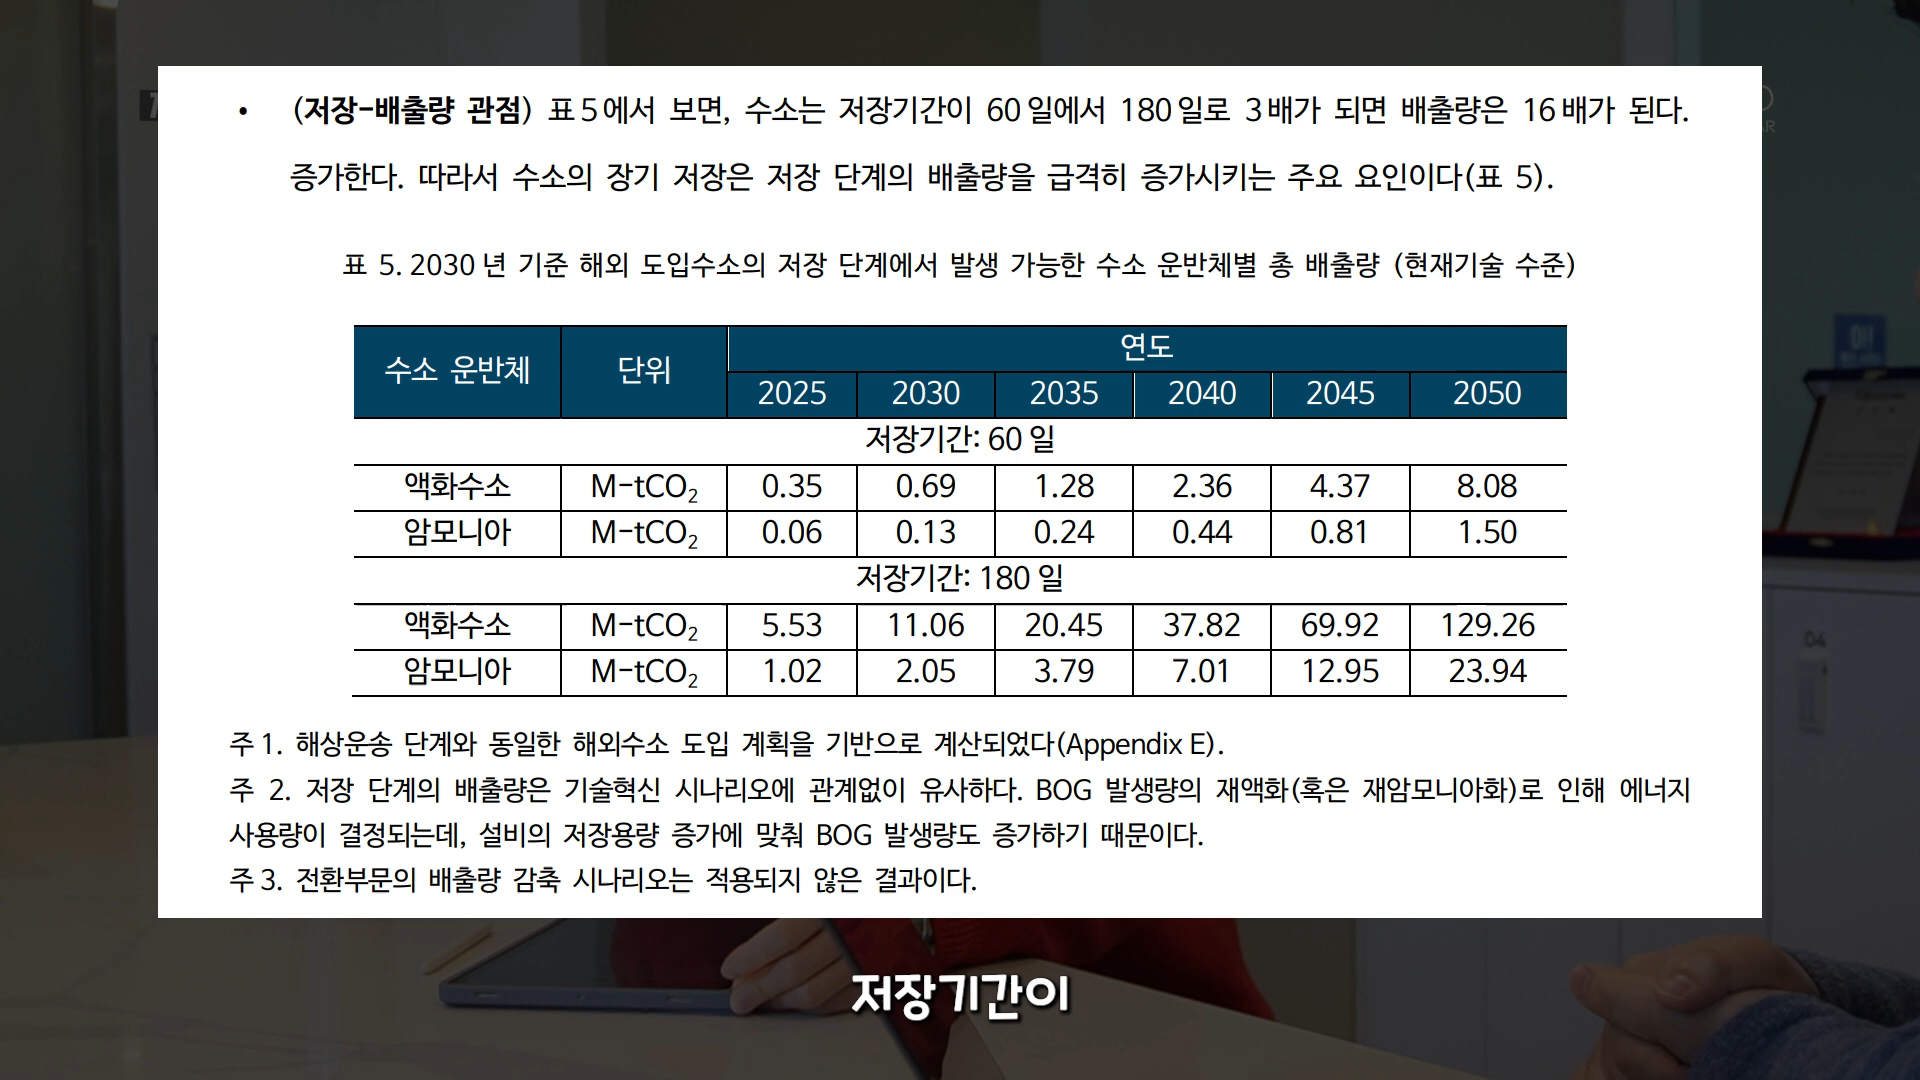 • (저장-배출량 관점) 표 5에서 보면, 수소는 저장기간이 60일에서 180일로 3배가 되면 배출량은 16배가 된다.
증가한다. 따라서 수소의 장기 저장은 저장 단계의 배출량을 급격히 증가시키는 주요 요인이다(표 5).
표 5. 2030년 기준 해외 도입수소의 저장 단계에서 발생 가능한 수소 운반체별 총 배출량 (현재기술 수준)
수소 운반체 단위 연도
2025 2030 2035 2040 2045 2050
저장기간: 60일
액화수소 M-tCO₂ 0.35 0.69 1.28 2.36 4.37 8.08
암모니아 M-tCO₂ 0.06 0.13 0.24 0.44 0.81 1.50
저장기간: 180일
액화수소 M-tCO₂ 5.53 11.06 20.45 37.82 69.92 129.26
암모니아 M-tCO₂ 1.02 2.05 3.79 7.01 12.95 23.94
주 1. 해상운송 단계와 동일한 해외수소 도입 계획을 기반으로 계산되었다(Appendix E).
주 2. 저장 단계의 배출량은 기술혁신 시나리오에 관계없이 유사하다. BOG 발생량의 재액화(혹은 재암모니아화)로 인해 에너지
사용량이 결정되는데, 설비의 저장용량 증가에 맞춰 BOG 발생량도 증가하기 때문이다.
주 3. 전환부문의 배출량 감축 시나리오는 적용되지 않은 결과이다.
04
저장기간이